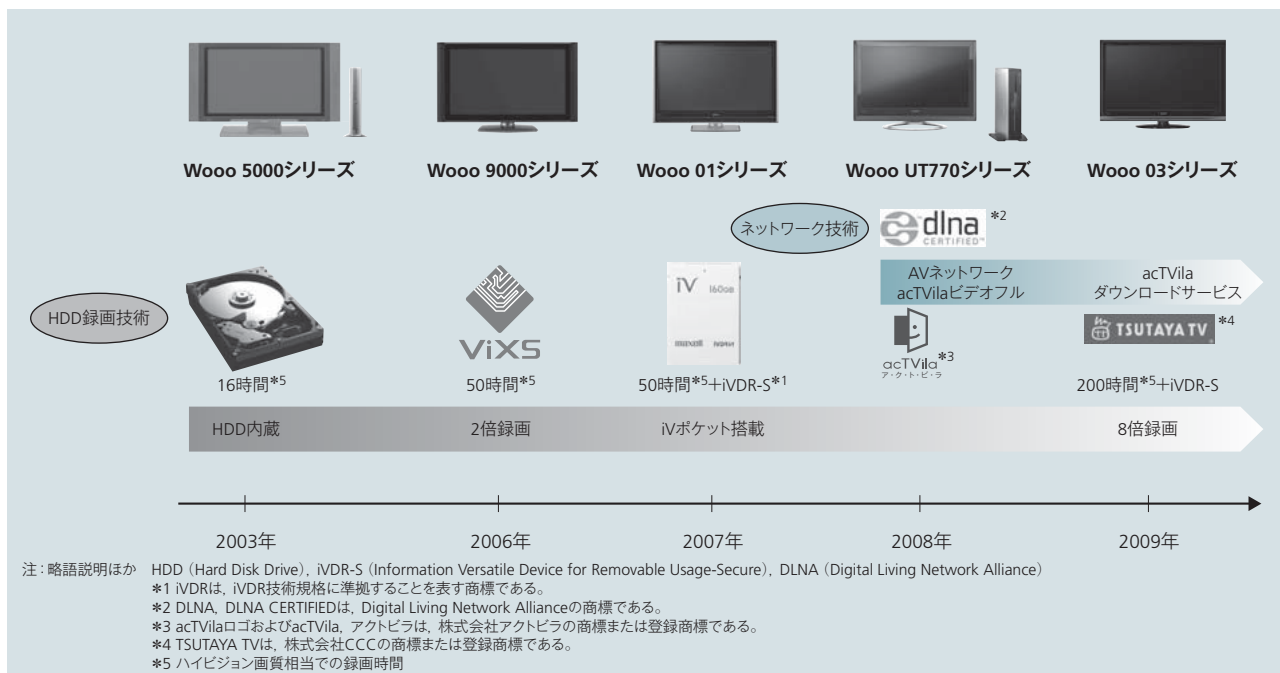 Wooo 5000シリーズ
Wooo 9000シリーズ
Wooo 01シリーズ
Wooo UT770シリーズ
Wooo 03シリーズ
ネットワーク技術
dlna *2
CERTIFIED™
AVネットワーク
acTVilaビデオフル
acTVila
ダウンロードサービス
HDD録画技術
ViXS
iV 160GB
maxell
acTVila*3
ア・ク・ト・ビ・ラ
TSUTAYA TV *4
16時間*5
50時間*5
50時間*5+iVDR-S*1
200時間*5+iVDR-S
HDD内蔵
2倍録画
iVポケット搭載
8倍録画
2003年
2006年
2007年
2008年
2009年
注:略語説明ほか HDD(Hard Disk Drive),iVDR-S(Information Versatile Device for Removable Usage-Secure),DLNA(Digital Living Network Alliance)
*1 iVDRは,iVDR技術規格に準拠することを表す商標である。
*2 DLNA, DLNA CERTIFIEDは,Digital Living Network Allianceの商標である。
*3 acTVilaロゴおよびacTVila,アクトビラは,株式会社アクトビラの商標または登録商標である。
*4 TSUTAYA TVは,株式会社CCCの商標または登録商標である。
*5 ハイビジョン画質相当での録画時間